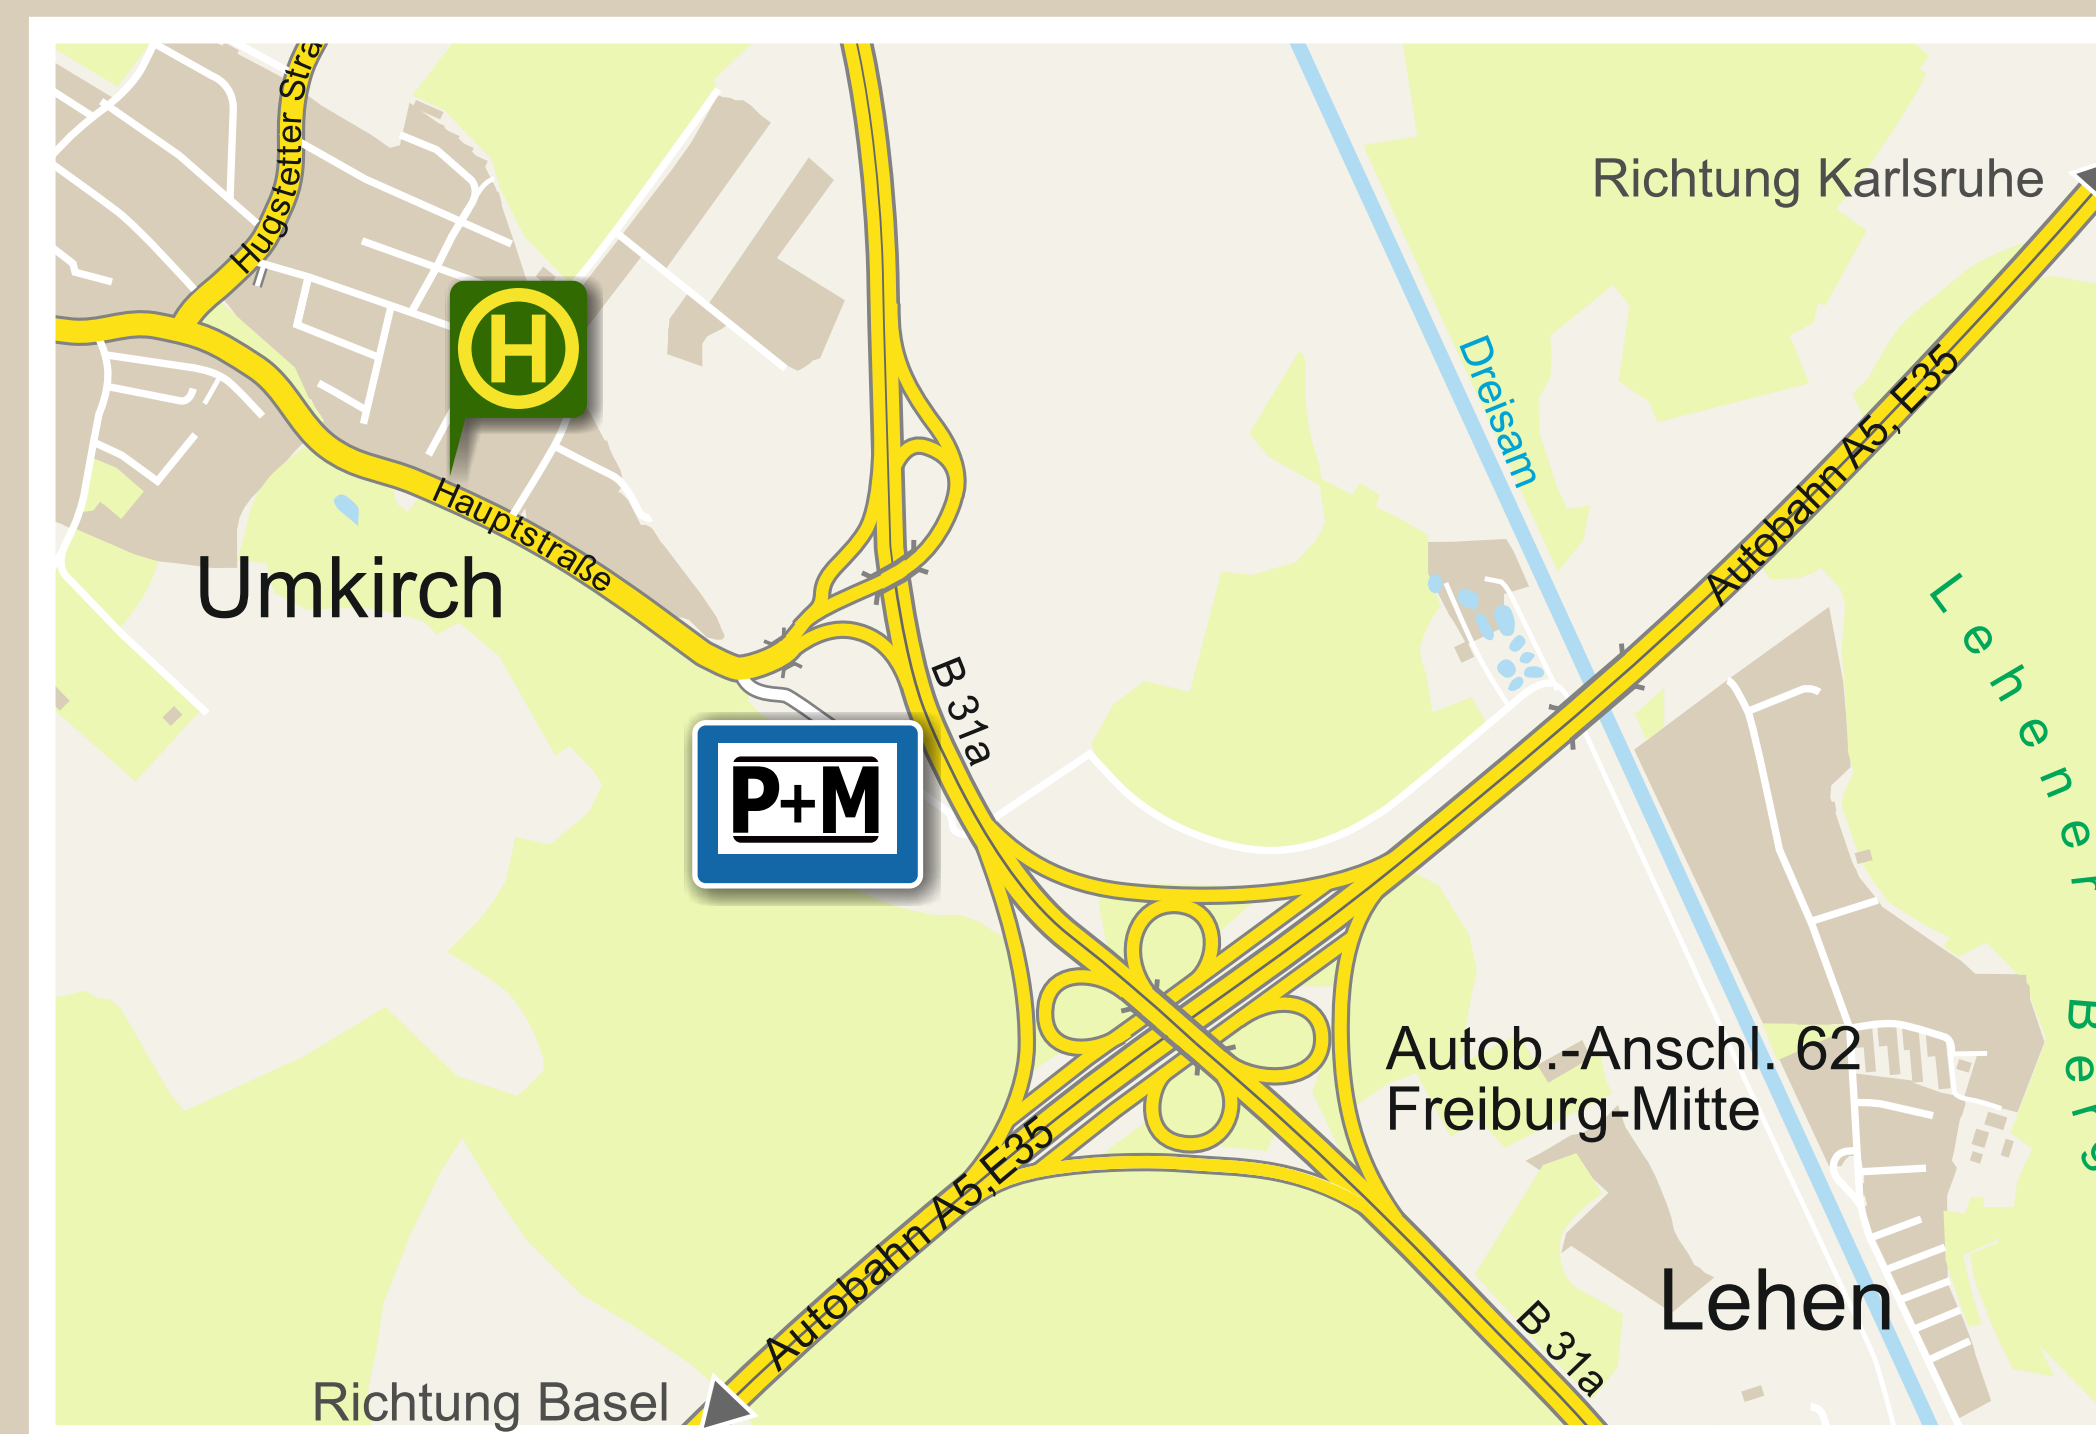 Hugstetter Stra
Richtung Karlsruhe
H
Dreisam
Autobahn A5, E35
Hauptstraße
Umkirch
Lehener Berg
B 31a
P+M
Autob.-Anschl. 62
Freiburg-Mitte
Autobahn A5,E35
Lehen
B 31a
Richtung Basel